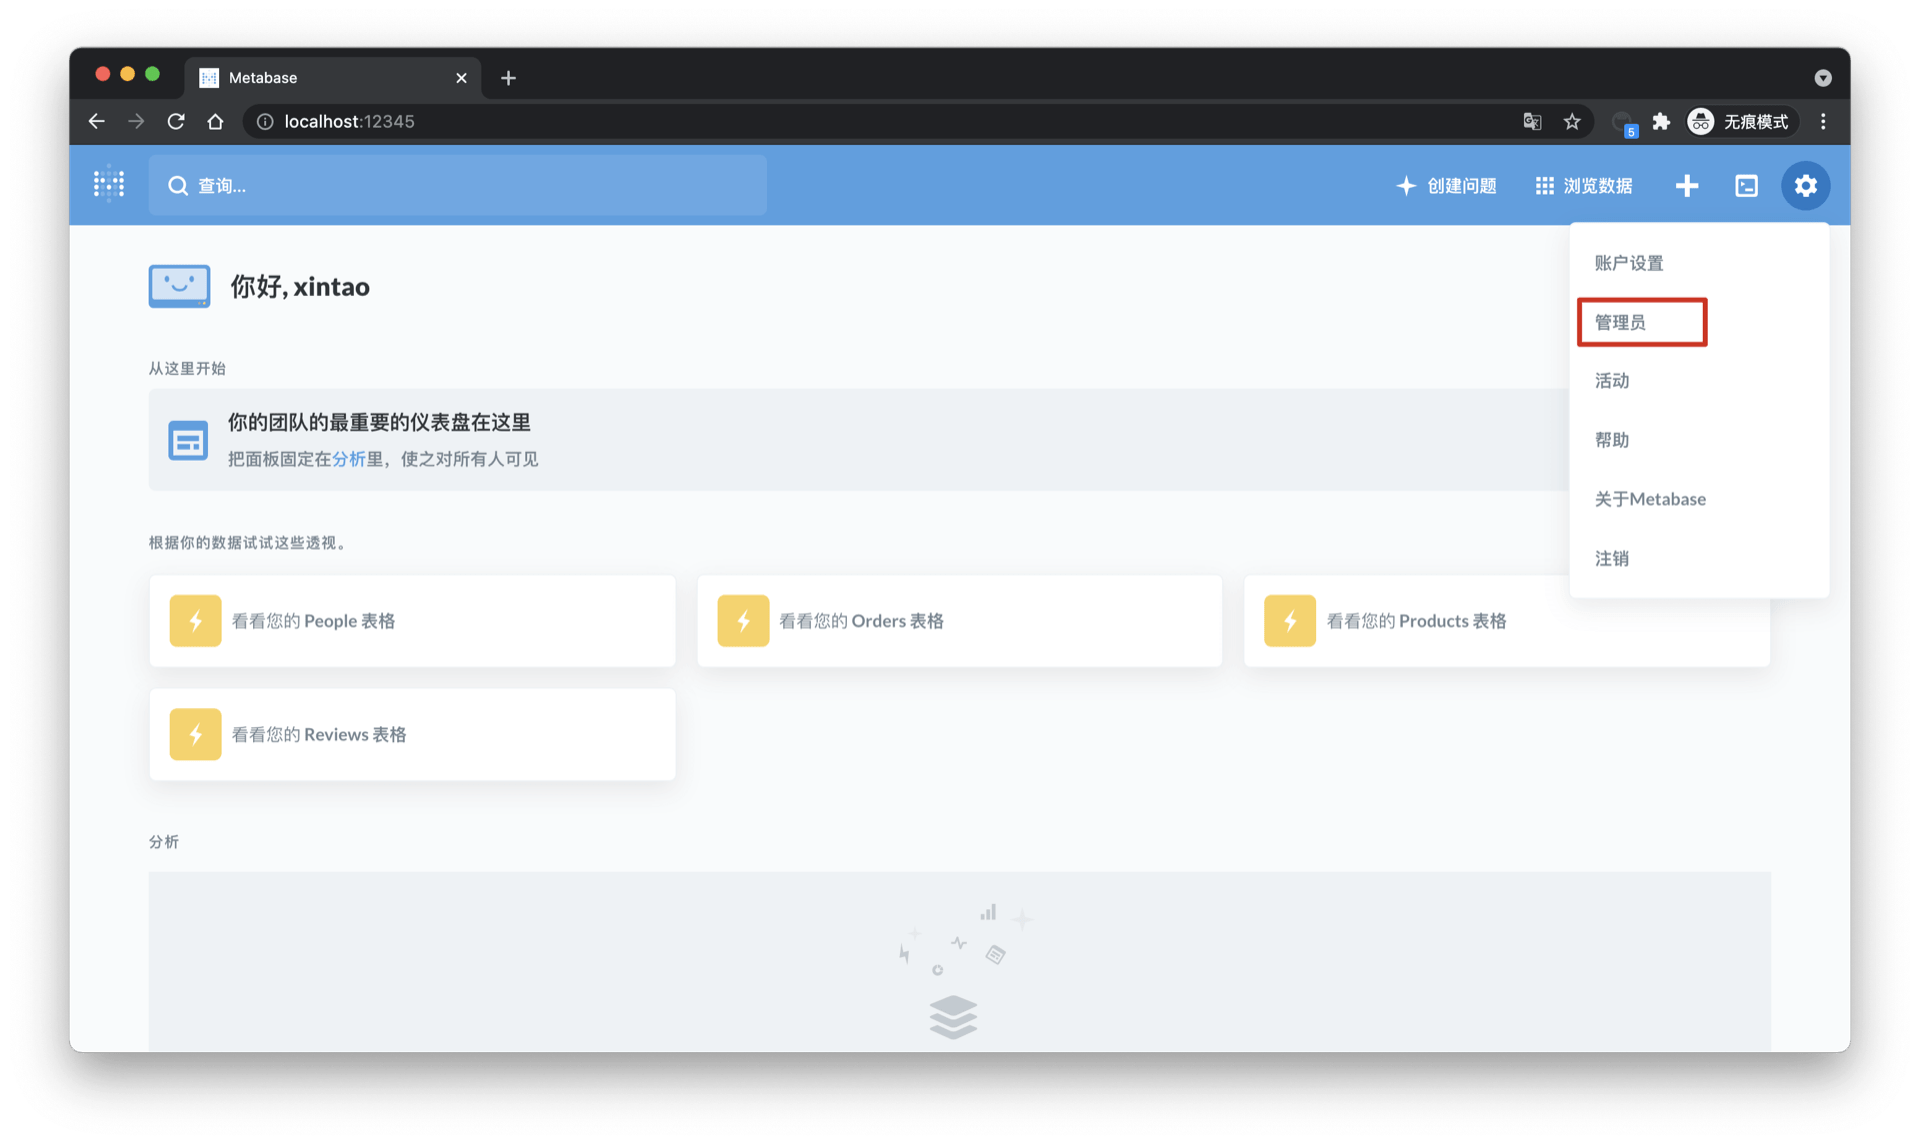 Metabase
localhost:12345
5
无痕模式
查询...
创建问题
浏览数据
账户设置
管理员
活动
帮助
关于Metabase
注销
你好, xintao
从这里开始
你的团队的最重要的仪表盘在这里
把面板固定在分析里，使之对所有人可见
根据你的数据试试这些透视。
看看您的 People 表格
看看您的 Orders 表格
看看您的 Products 表格
看看您的 Reviews 表格
分析